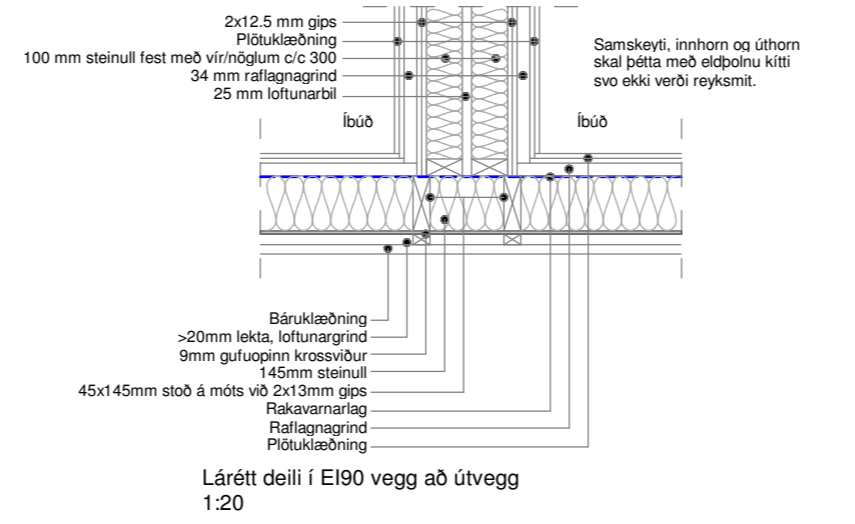 2x12.5 mm gips
Plötuklæðning
100 mm steinull fest með vír/nöglum c/c 300
34 mm raflagnagrind
25 mm loftunarbil
Samskeyti, innhorn og úthorn
skal þétta með eldþolnu kítti
svo ekki verði reyksmit.
Íbúð
Íbúð
Báruklæðning
>20mm lekta, loftunargrind
9mm gufuopinn krossviður
145mm steinull
45x145mm stoð á móts við 2x13mm gips
Rakavarnarlag
Raflagnagrind
Plötuklæðning
Lárétt deili í EI90 vegg að útvegg
1:20